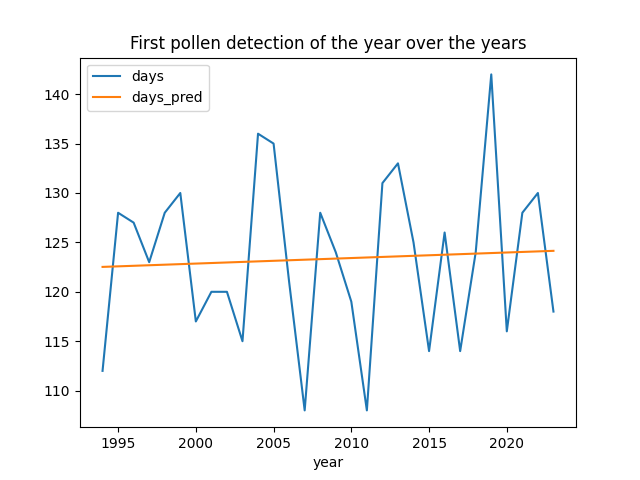 First pollen detection of the year over the years
days
days_pred
140
135
130
125
120
115
110
1995 2000 2005 2010 2015 2020
year